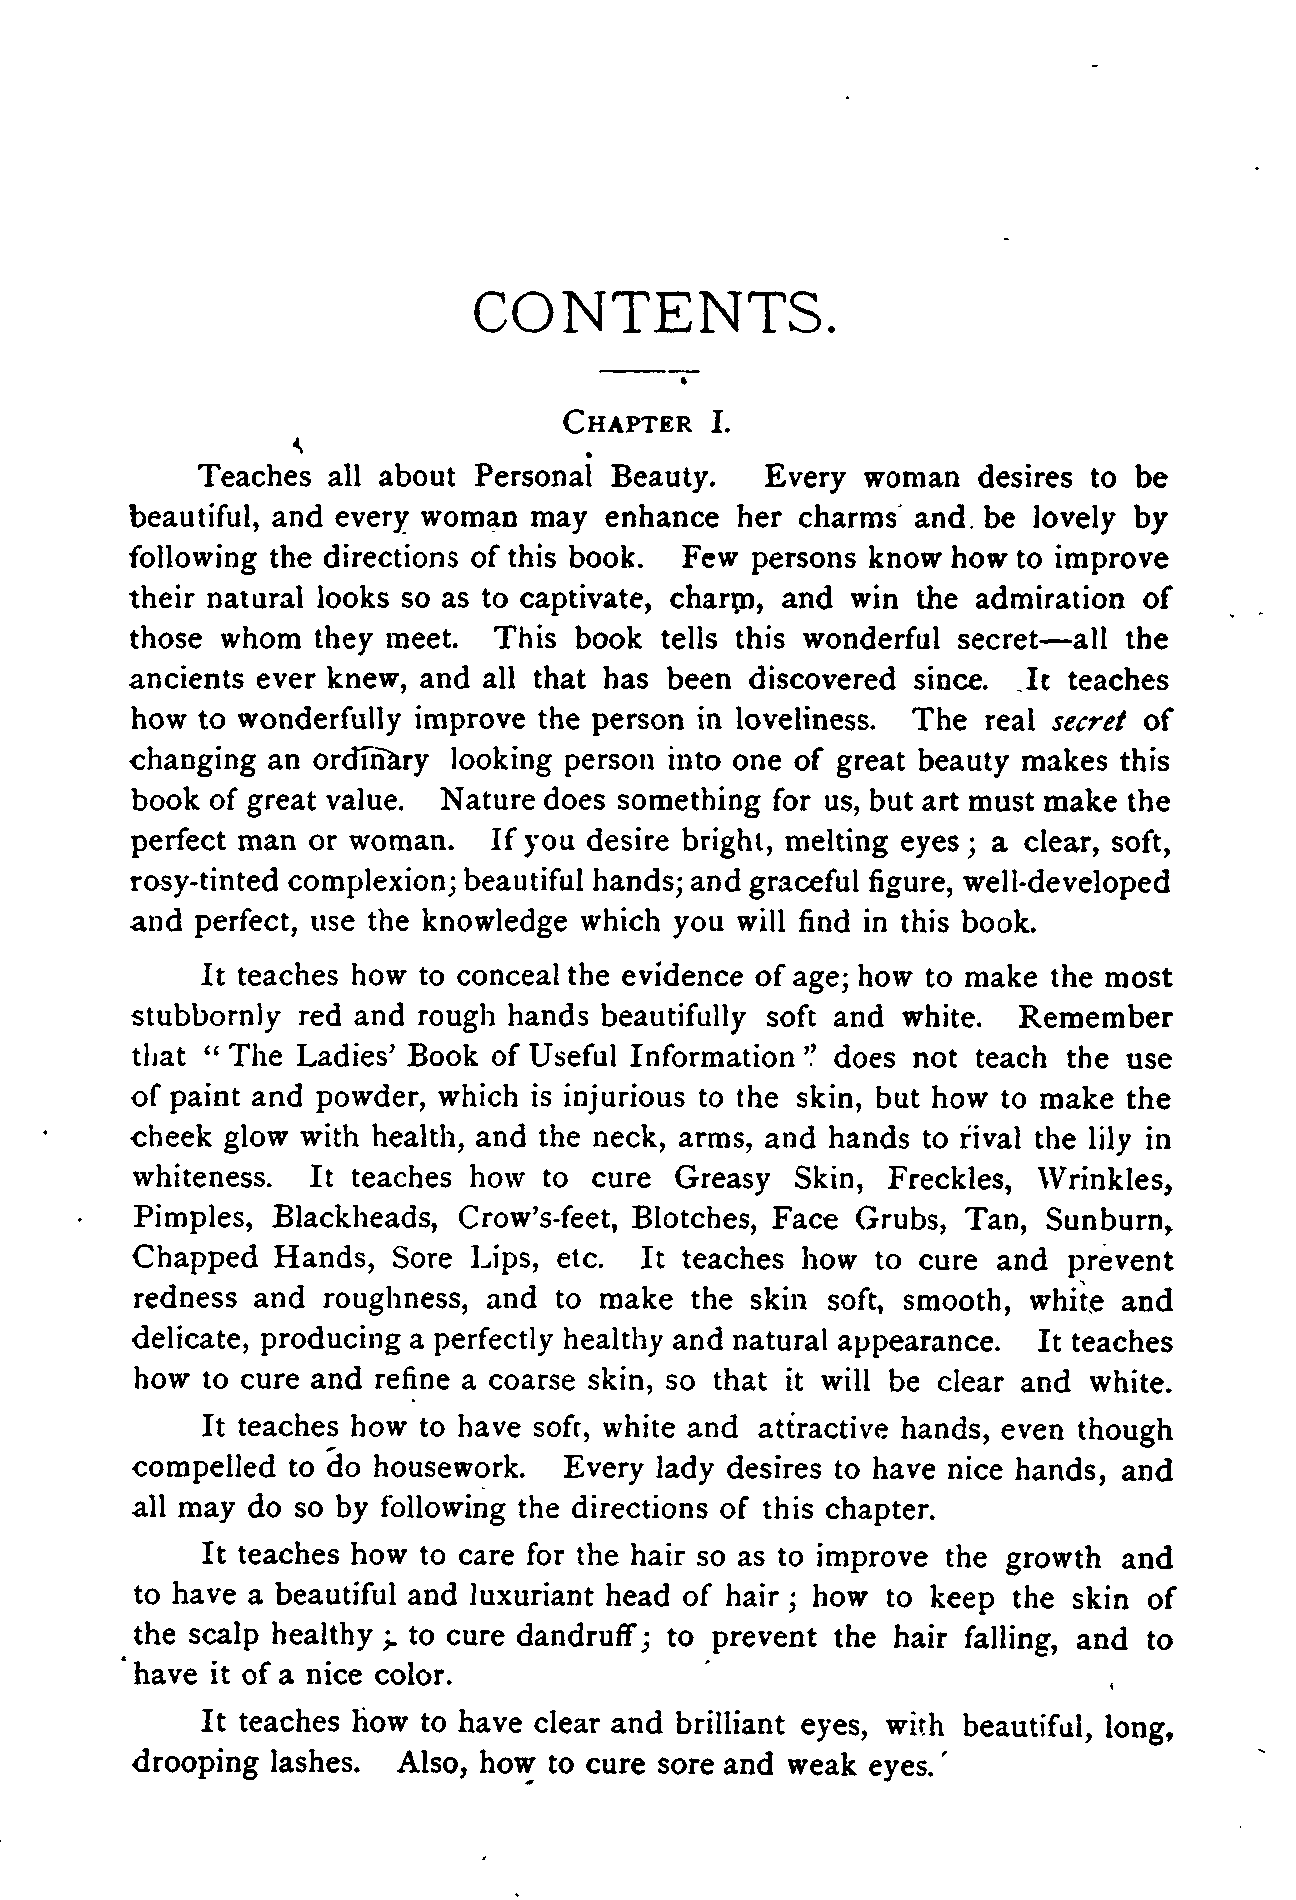 CONTENTS.
CHAPTER I.
Teaches all about Personal Beauty. Every woman desires to be
beautiful, and every woman may enhance her charms and be lovely by
following the directions of this book. Few persons know how to improve
their natural looks so as to captivate, charm, and win the admiration of
those whom they meet. This book tells this wonderful secret—all the
ancients ever knew, and all that has been discovered since. It teaches
how to wonderfully improve the person in loveliness. The real secret of
changing an ordinary looking person into one of great beauty makes this
book of great value. Nature does something for us, but art must make the
perfect man or woman. If you desire bright, melting eyes; a clear, soft,
rosy-tinted complexion; beautiful hands; and graceful figure, well-developed
and perfect, use the knowledge which you will find in this book.
It teaches how to conceal the evidence of age; how to make the most
stubbornly red and rough hands beautifully soft and white. Remember
that "The Ladies' Book of Useful Information" does not teach the use
of paint and powder, which is injurious to the skin, but how to make the
cheek glow with health, and the neck, arms, and hands to rival the lily in
whiteness. It teaches how to cure Greasy Skin, Freckles, Wrinkles,
Pimples, Blackheads, Crow's-feet, Blotches, Face Grubs, Tan, Sunburn,
Chapped Hands, Sore Lips, etc. It teaches how to cure and prevent
redness and roughness, and to make the skin soft, smooth, white and
delicate, producing a perfectly healthy and natural appearance. It teaches
how to cure and refine a coarse skin, so that it will be clear and white.
It teaches how to have soft, white and attractive hands, even though
compelled to do housework. Every lady desires to have nice hands, and
all may do so by following the directions of this chapter.
It teaches how to care for the hair so as to improve the growth and
to have a beautiful and luxuriant head of hair; how to keep the skin of
the scalp healthy; to cure dandruff; to prevent the hair falling, and to
have it of a nice color.
It teaches how to have clear and brilliant eyes, with beautiful, long,
drooping lashes. Also, how to cure sore and weak eyes.